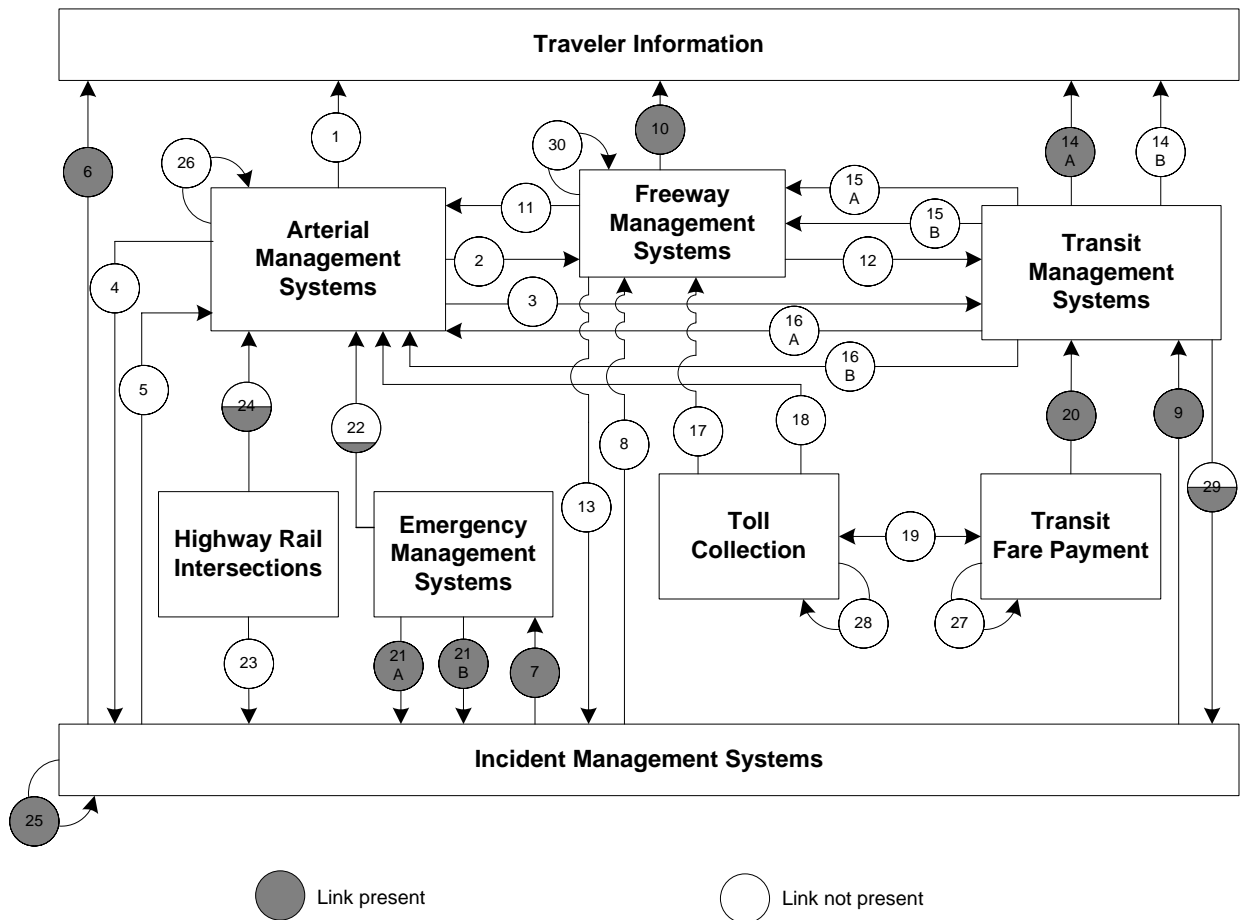 Traveler Information
1
10
14
A
14
B
6
26
30
15
A
11
Freeway
Management
Systems
15
B
Arterial
Management
Systems
2
12
Transit
Management
Systems
4
3
16
A
5
16
B
24
22
17
18
20
9
8
29
13
Highway Rail
Intersections
Emergency
Management
Systems
Toll
Collection
19
Transit
Fare Payment
28
27
23
21
A
21
B
7
Incident Management Systems
25
Link present
Link not present